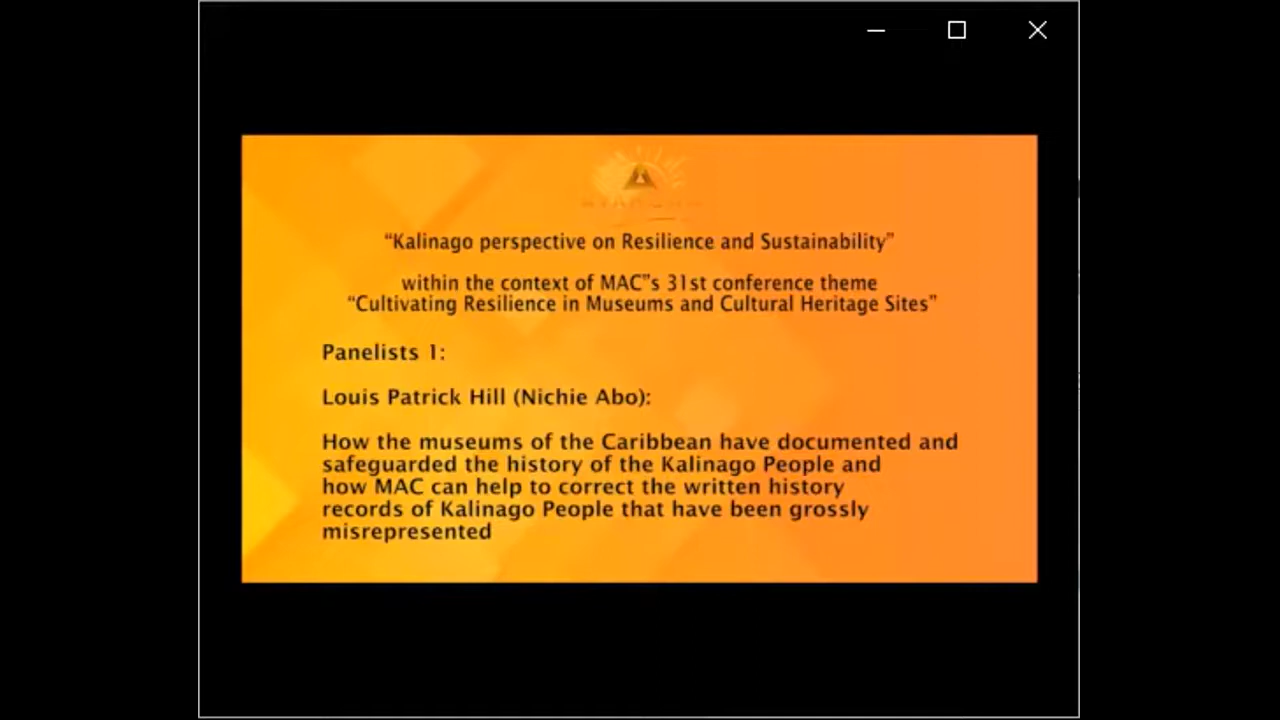 “Kalinago perspective on Resilience and Sustainability”
within the context of MAC”s 31st conference theme
“Cultivating Resilience in Museums and Cultural Heritage Sites”
Panelists 1:
Louis Patrick Hill (Nichie Abo):
How the museums of the Caribbean have documented and
safeguarded the history of the Kalinago People and
how MAC can help to correct the written history
records of Kalinago People that have been grossly
misrepresented